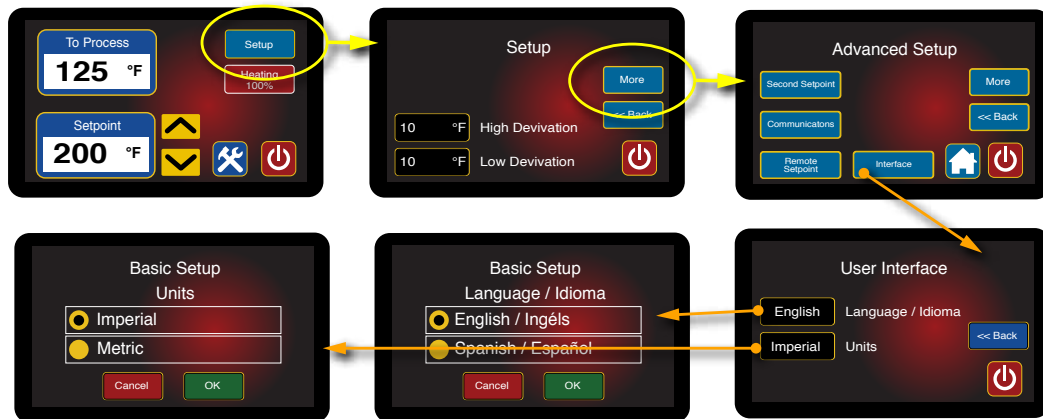 To Process
125 °F
Setpoint
200 °F
Setup
Heating
100%
Setup
More
<< Back
10 °F High Devivation
10 °F Low Devivation
Advanced Setup
Second Setpoint
More
Communicatons
<< Back
Remote
Setpoint
Interface
Basic Setup
Units
Imperial
Metric
Cancel
OK
Basic Setup
Language / Idioma
English / Ingéls
Spanish / Español
Cancel
OK
User Interface
English Language / Idioma
Imperial Units
<< Back